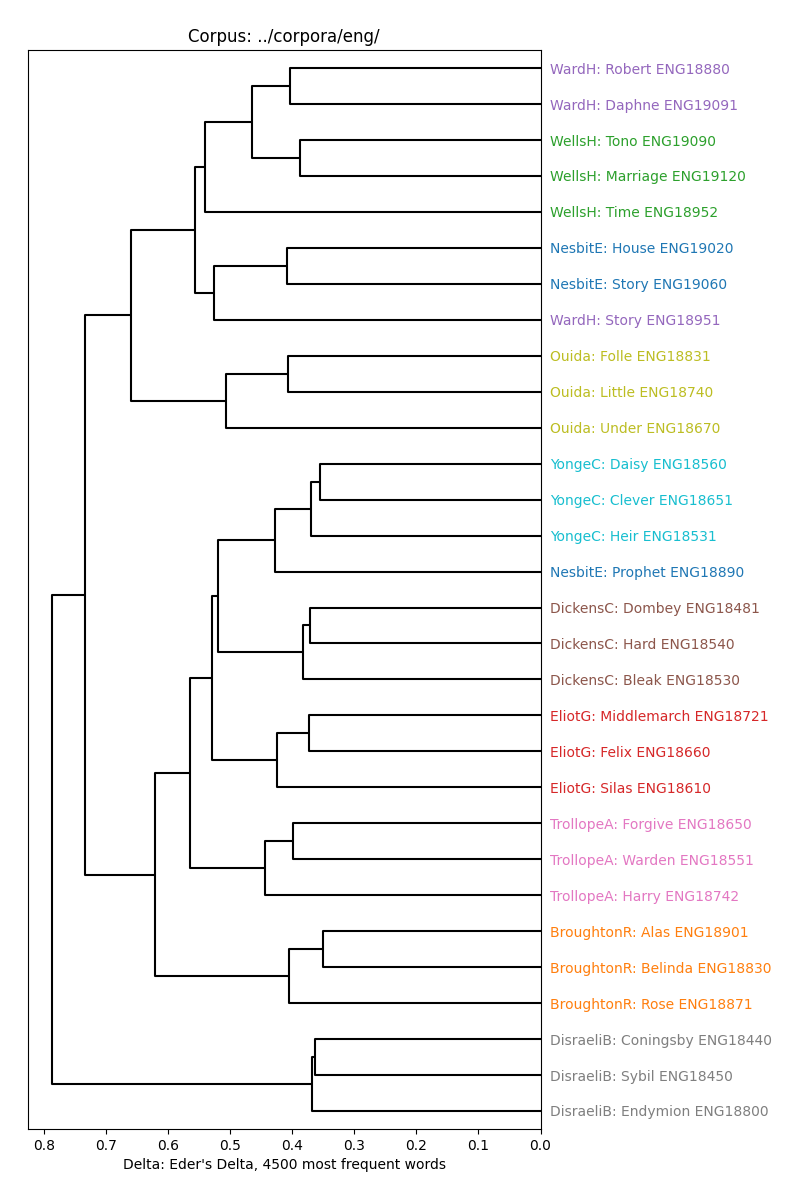 Corpus: ../corpora/eng/
WardH: Robert ENG18880
WardH: Daphne ENG19091
WellsH: Tono ENG19090
WellsH: Marriage ENG19120
WellsH: Time ENG18952
NesbitE: House ENG19020
NesbitE: Story ENG19060
WardH: Story ENG18951
Ouida: Folle ENG18831
Ouida: Little ENG18740
Ouida: Under ENG18670
YongeC: Daisy ENG18560
YongeC: Clever ENG18651
YongeC: Heir ENG18531
NesbitE: Prophet ENG18890
DickensC: Dombey ENG18481
DickensC: Hard ENG18540
DickensC: Bleak ENG18530
EliotG: Middlemarch ENG18721
EliotG: Felix ENG18660
EliotG: Silas ENG18610
TrollopeA: Forgive ENG18650
TrollopeA: Warden ENG18551
TrollopeA: Harry ENG18742
BroughtonR: Alas ENG18901
BroughtonR: Belinda ENG18830
BroughtonR: Rose ENG18871
DisraeliB: Coningsby ENG18440
DisraeliB: Sybil ENG18450
DisraeliB: Endymion ENG18800
0.8 0.7 0.6 0.5 0.4 0.3 0.2 0.1 0.0
Delta: Eder's Delta, 4500 most frequent words